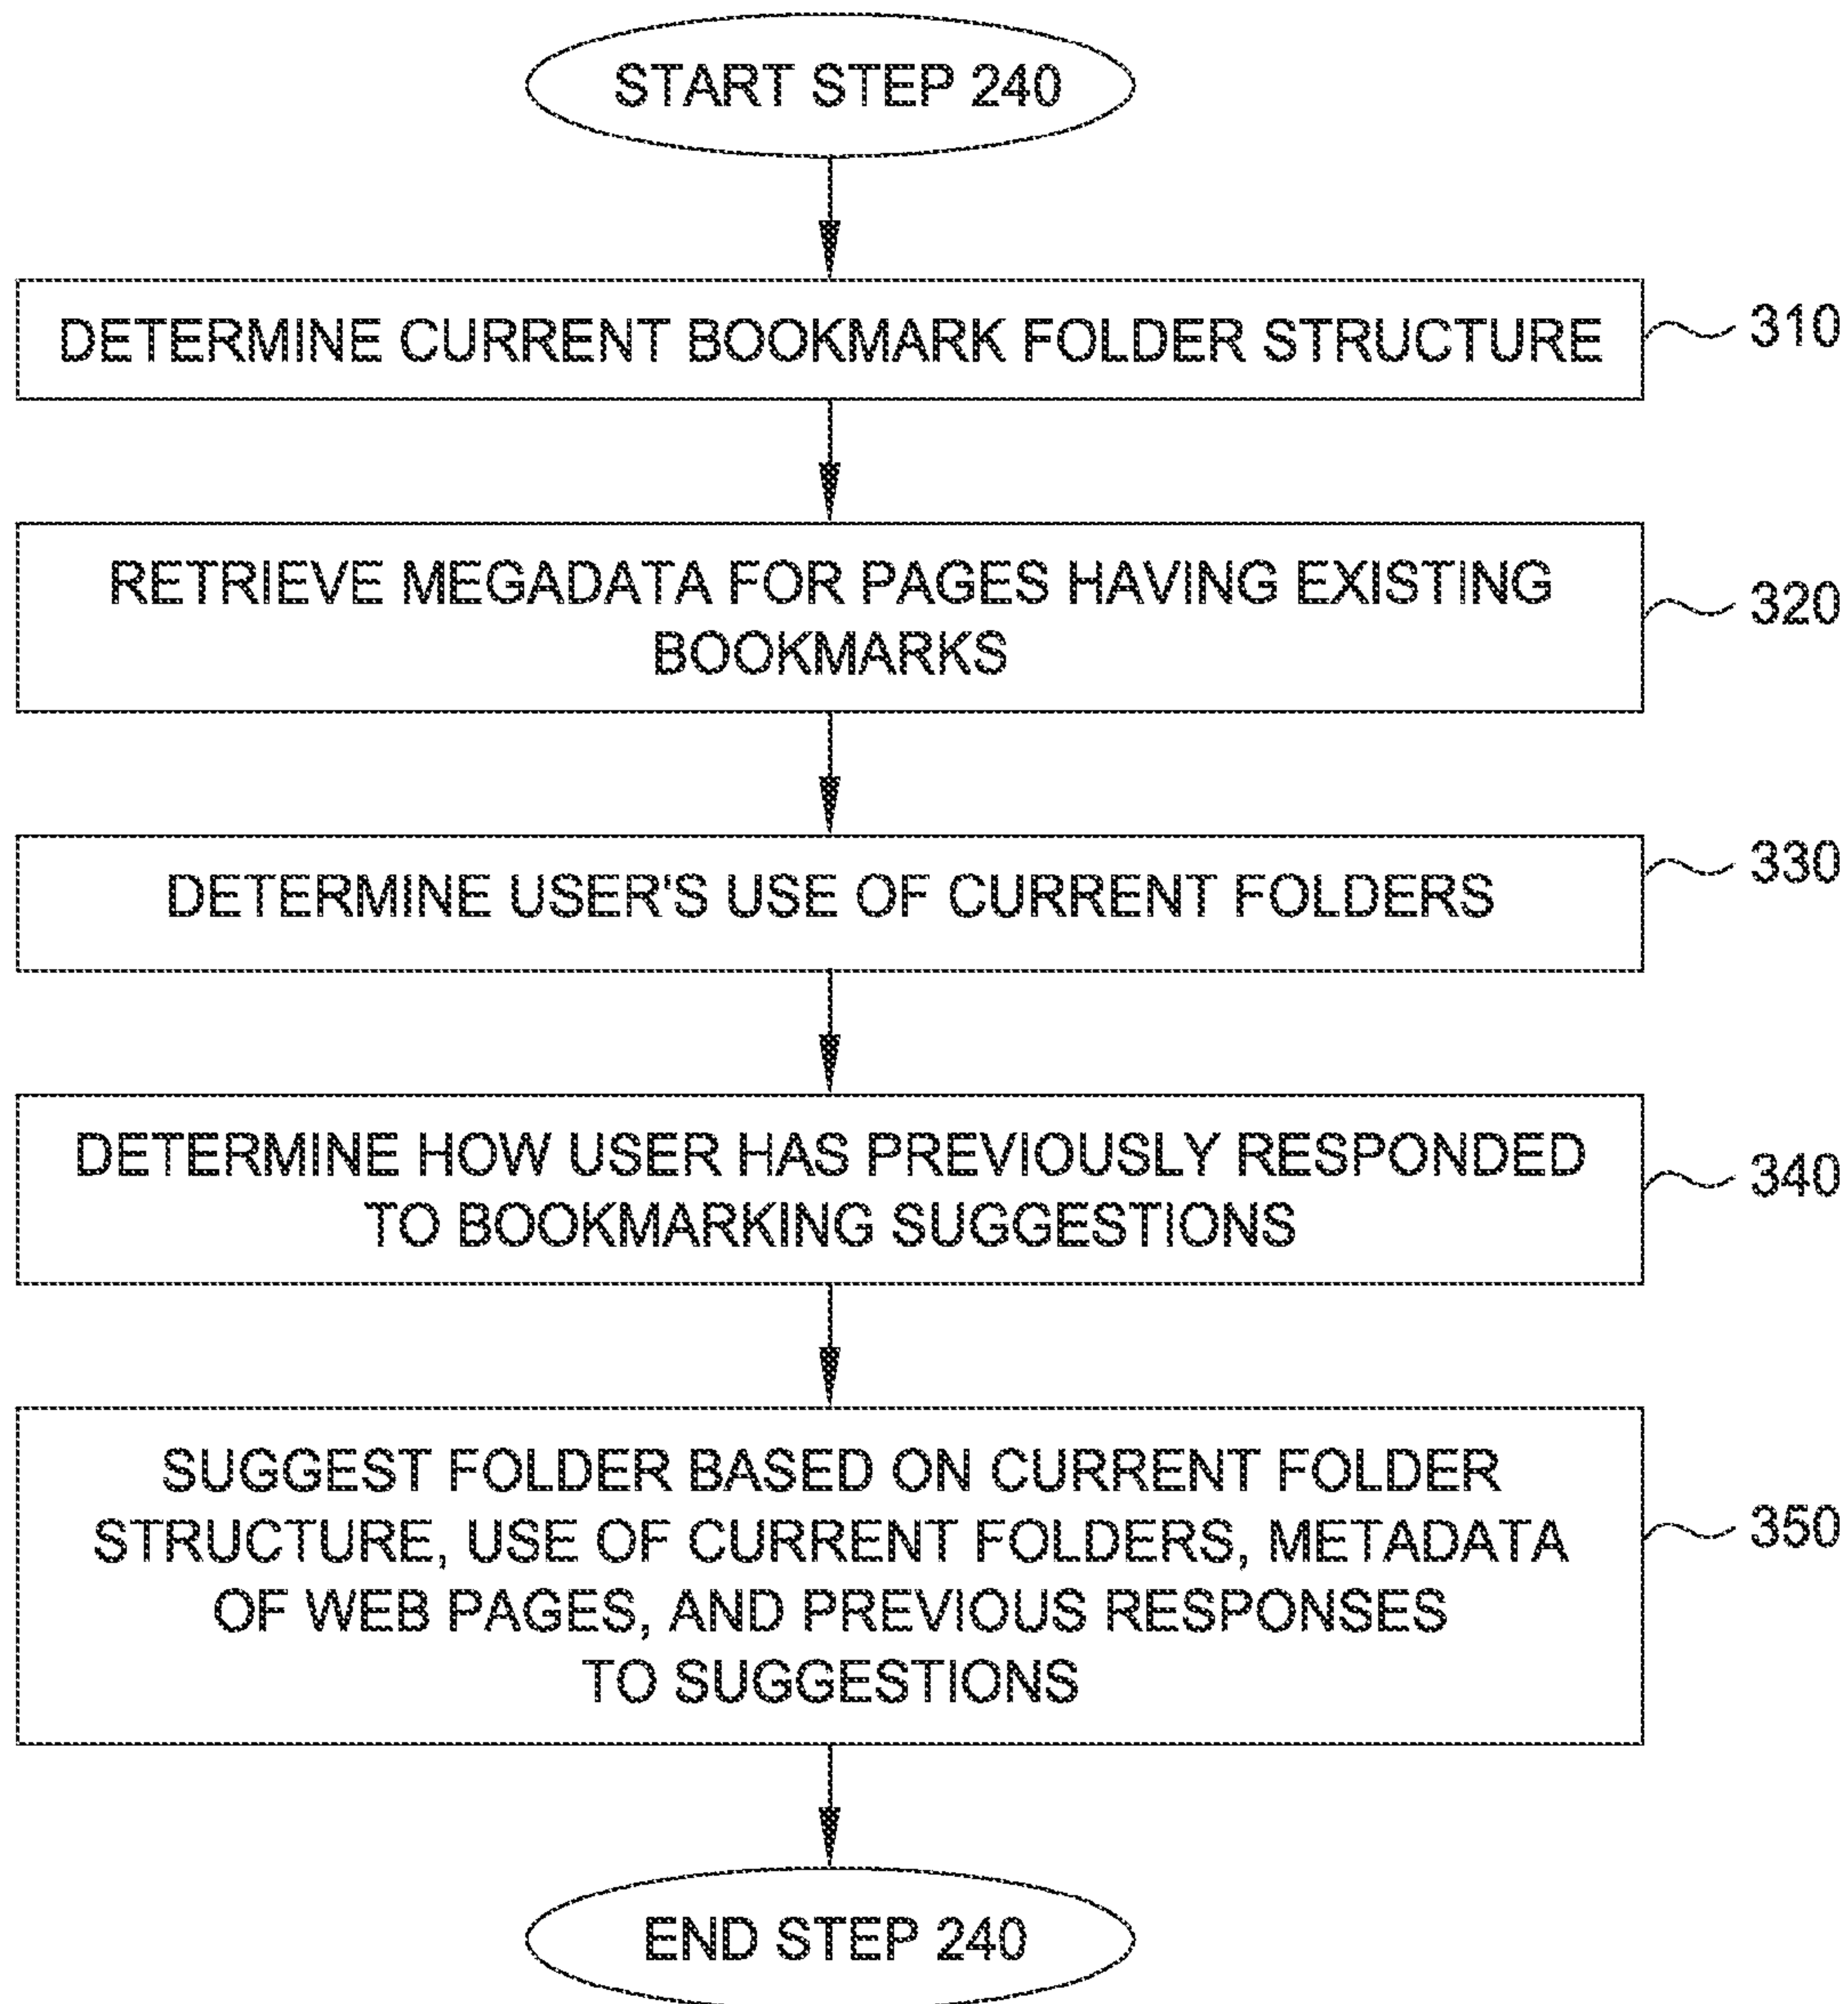 START STEP 240
DETERMINE CURRENT BOOKMARK FOLDER STRUCTURE
310
RETRIEVE MEGADATA FOR PAGES HAVING EXISTING
BOOKMARKS
320
DETERMINE USER'S USE OF CURRENT FOLDERS
330
DETERMINE HOW USER HAS PREVIOUSLY RESPONDED
TO BOOKMARKING SUGGESTIONS
340
SUGGEST FOLDER BASED ON CURRENT FOLDER
STRUCTURE, USE OF CURRENT FOLDERS, METADATA
OF WEB PAGES, AND PREVIOUS RESPONSES
TO SUGGESTIONS
350
END STEP 240